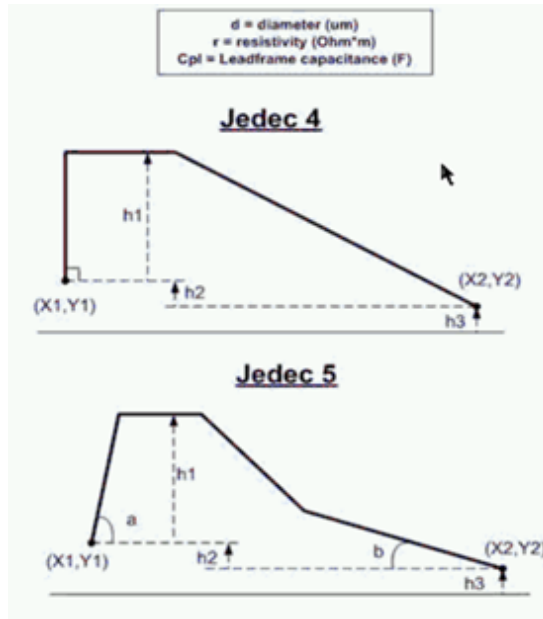 d = diameter (um)
r = resistivity (Ohm*m)
Cpl = Leadframe capacitance (F)
Jedec 4
h1
h2
(X1,Y1)
(X2,Y2)
h3
Jedec 5
h1
a
(X1,Y1)
h2
b
(X2,Y2)
h3